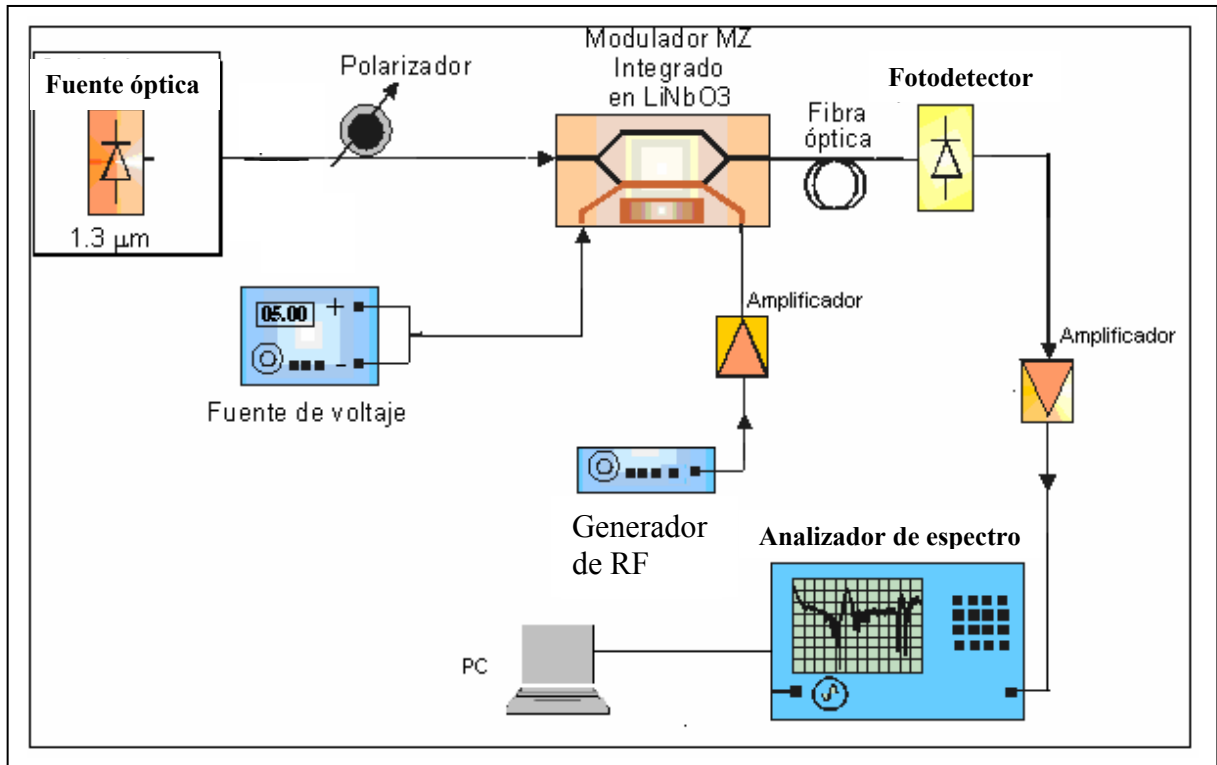 Modulador MZ
Integrado
en LiNbO3
Polarizador
Fuente óptica
Fotodetector
Fibra
óptica
1.3 µm
05.00
+
-
Amplificador
Amplificador
Fuente de voltaje
Generador
de RF
Analizador de espectro
PC